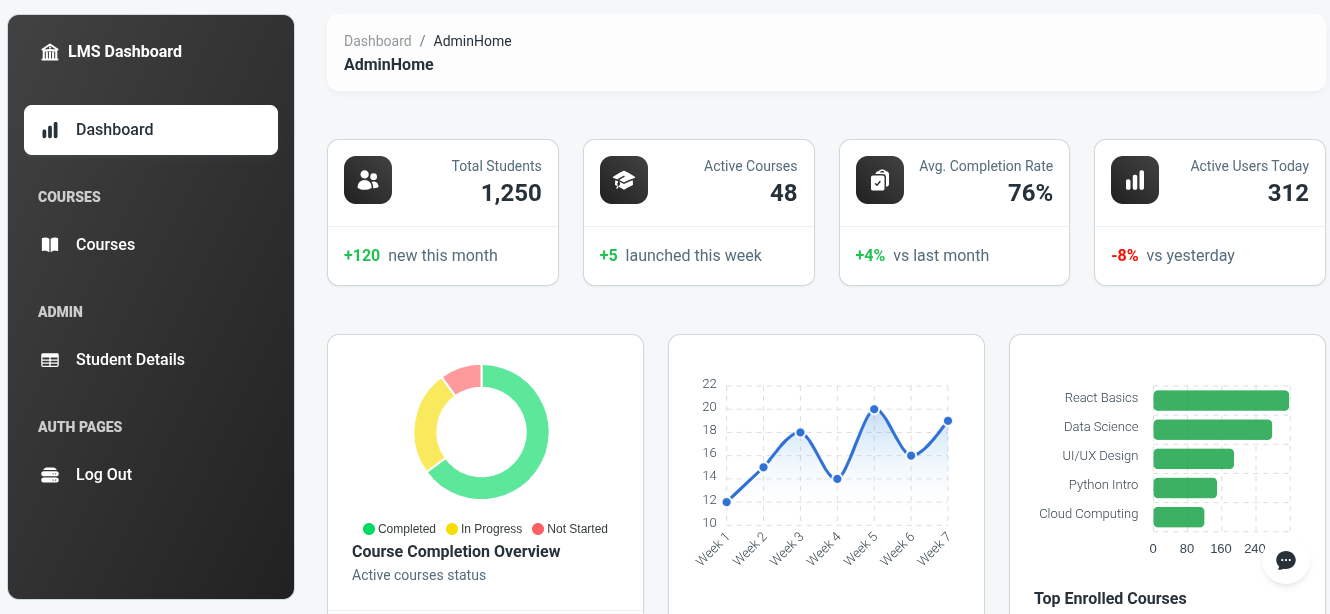 LMS Dashboard
Dashboard
COURSES
Courses
ADMIN
Student Details
AUTH PAGES
Log Out
Dashboard / AdminHome
AdminHome
Total Students
1,250
+120 new this month
Active Courses
48
+5 launched this week
Avg. Completion Rate
76%
+4% vs last month
Active Users Today
312
-8% vs yesterday
Completed In Progress Not Started
Course Completion Overview
Active courses status
22
20
18
16
14
12
10
Week 1 Week 2 Week 3 Week 4 Week 5 Week 6 Week 7
React Basics
Data Science
UI/UX Design
Python Intro
Cloud Computing
0 80 160 240
Top Enrolled Courses